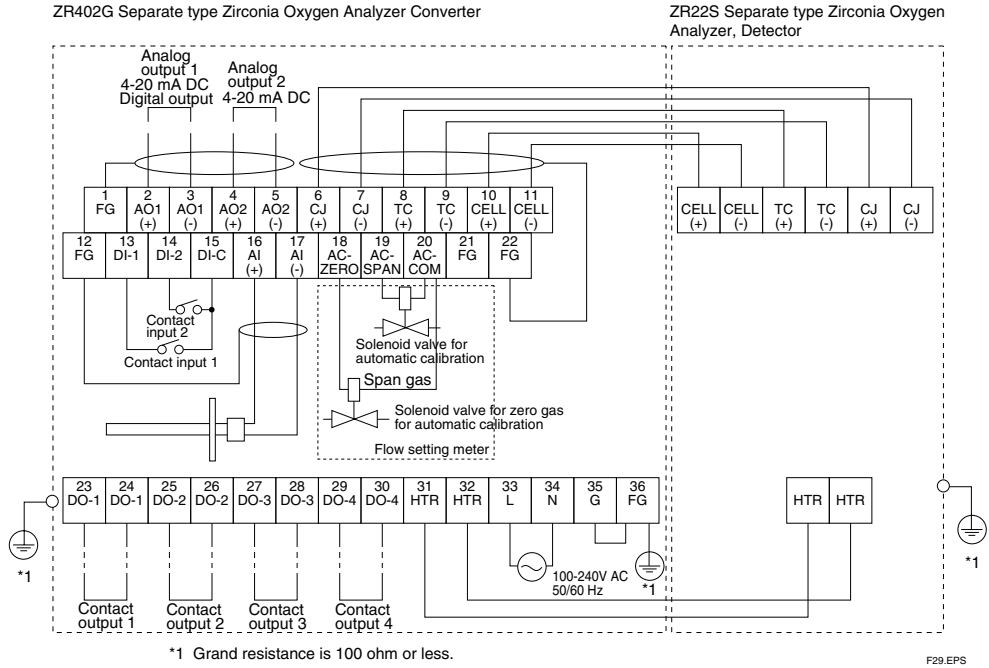 ZR402G Separate type Zirconia Oxygen Analyzer Converter
ZR22S Separate type Zirconia Oxygen
Analyzer, Detector
Analog
output 1
4-20 mA DC
Digital output
Analog
output 2
4-20 mA DC
1 2 3 4 5 6 7 8 9 10 11
FG AO1 AO1 AO2 AO2 CJ CJ TC TC CELL CELL
(+) (-) (+) (-) (+) (-) (+) (-) (+) (-)
CELL CELL TC TC CJ CJ
(+) (-) (+) (-) (+) (-)
12 13 14 15 16 17 18 19 20 21 22
FG DI-1 DI-2 DI-C AI AI AC- AC- AC- FG FG
(+) (-) ZERO SPAN COM
Contact
input 2
Contact input 1
Solenoid valve for
automatic calibration
Span gas
Solenoid valve for zero gas
for automatic calibration
Flow setting meter
23 24 25 26 27 28 29 30 31 32 33 34 35 36
DO-1 DO-1 DO-2 DO-2 DO-3 DO-3 DO-4 DO-4 HTR HTR L N G FG
HTR HTR
*1
100-240V AC
50/60 Hz
*1
*1
Contact
output 1
Contact
output 2
Contact
output 3
Contact
output 4
*1 Grand resistance is 100 ohm or less.
F29.EPS